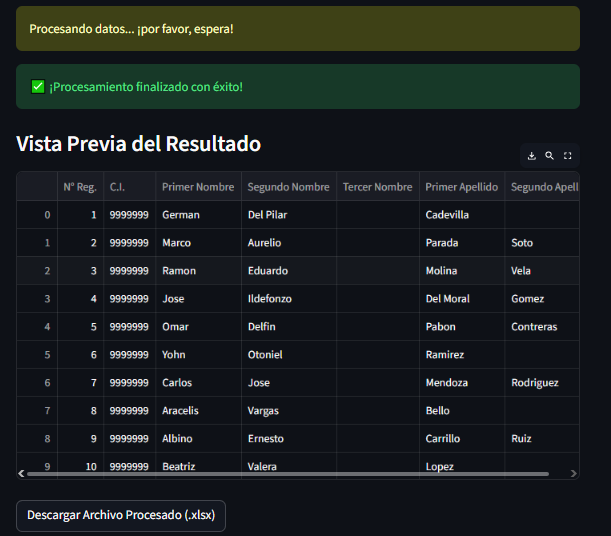 Procesando datos... ¡por favor, espera!
✅ ¡Procesamiento finalizado con éxito!
Vista Previa del Resultado
N° Reg. C.I. Primer Nombre Segundo Nombre Tercer Nombre Primer Apellido Segundo Apell
0 1 9999999 German Del Pilar Cadevilla
1 2 9999999 Marco Aurelio Parada Soto
2 3 9999999 Ramon Eduardo Molina Vela
3 4 9999999 Jose Ildefonzo Del Moral Gomez
4 5 9999999 Omar Delfin Pabon Contreras
5 6 9999999 Yohn Otoniel Ramirez
6 7 9999999 Carlos Jose Mendoza Rodriguez
7 8 9999999 Aracelis Vargas Bello
8 9 9999999 Albino Ernesto Carrillo Ruiz
9 10 9999999 Beatriz Valera Lopez
Descargar Archivo Procesado (.xlsx)